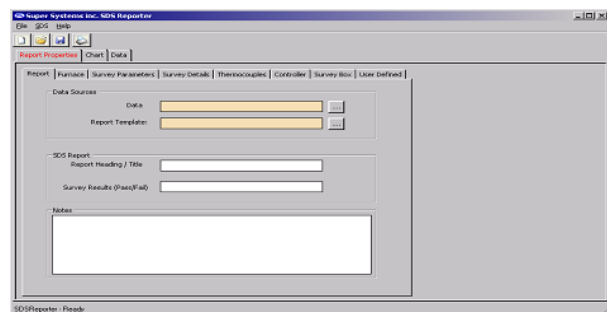 Super Systems inc. SDS Reporter
File SDS Help
Report Properties Chart Data
Report Furnace Survey Parameters Survey Details Thermocouples Controller Survey Box User Defined
Data Sources
Data
...
Report Template:
...
SDS Report
Report Heading / Title
Survey Results (Pass/Fail)
Notes
SDSReporter - Ready